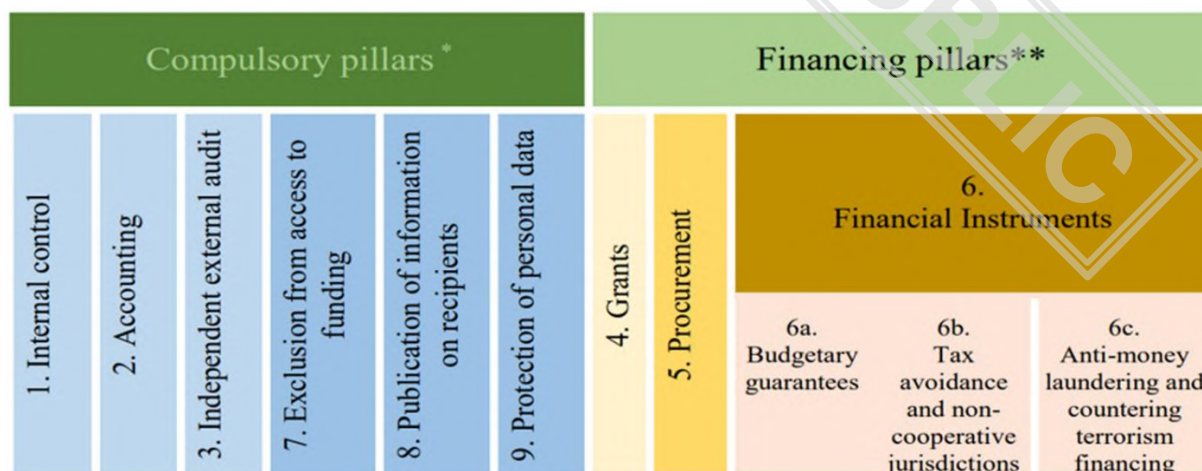 Compulsory pillars *
Financing pillars**
1. Internal control
2. Accounting
3. Independent external audit
7. Exclusion from access to
funding
8. Publication of information
on recipients
9. Protection of personal data
4. Grants
5. Procurement
6.
Financial Instruments
6a.
Budgetary
guarantees
6b.
Tax
avoidance
and non-
cooperative
jurisdictions
6c.
Anti-money
laundering and
countering
terrorism
financing
BLIC